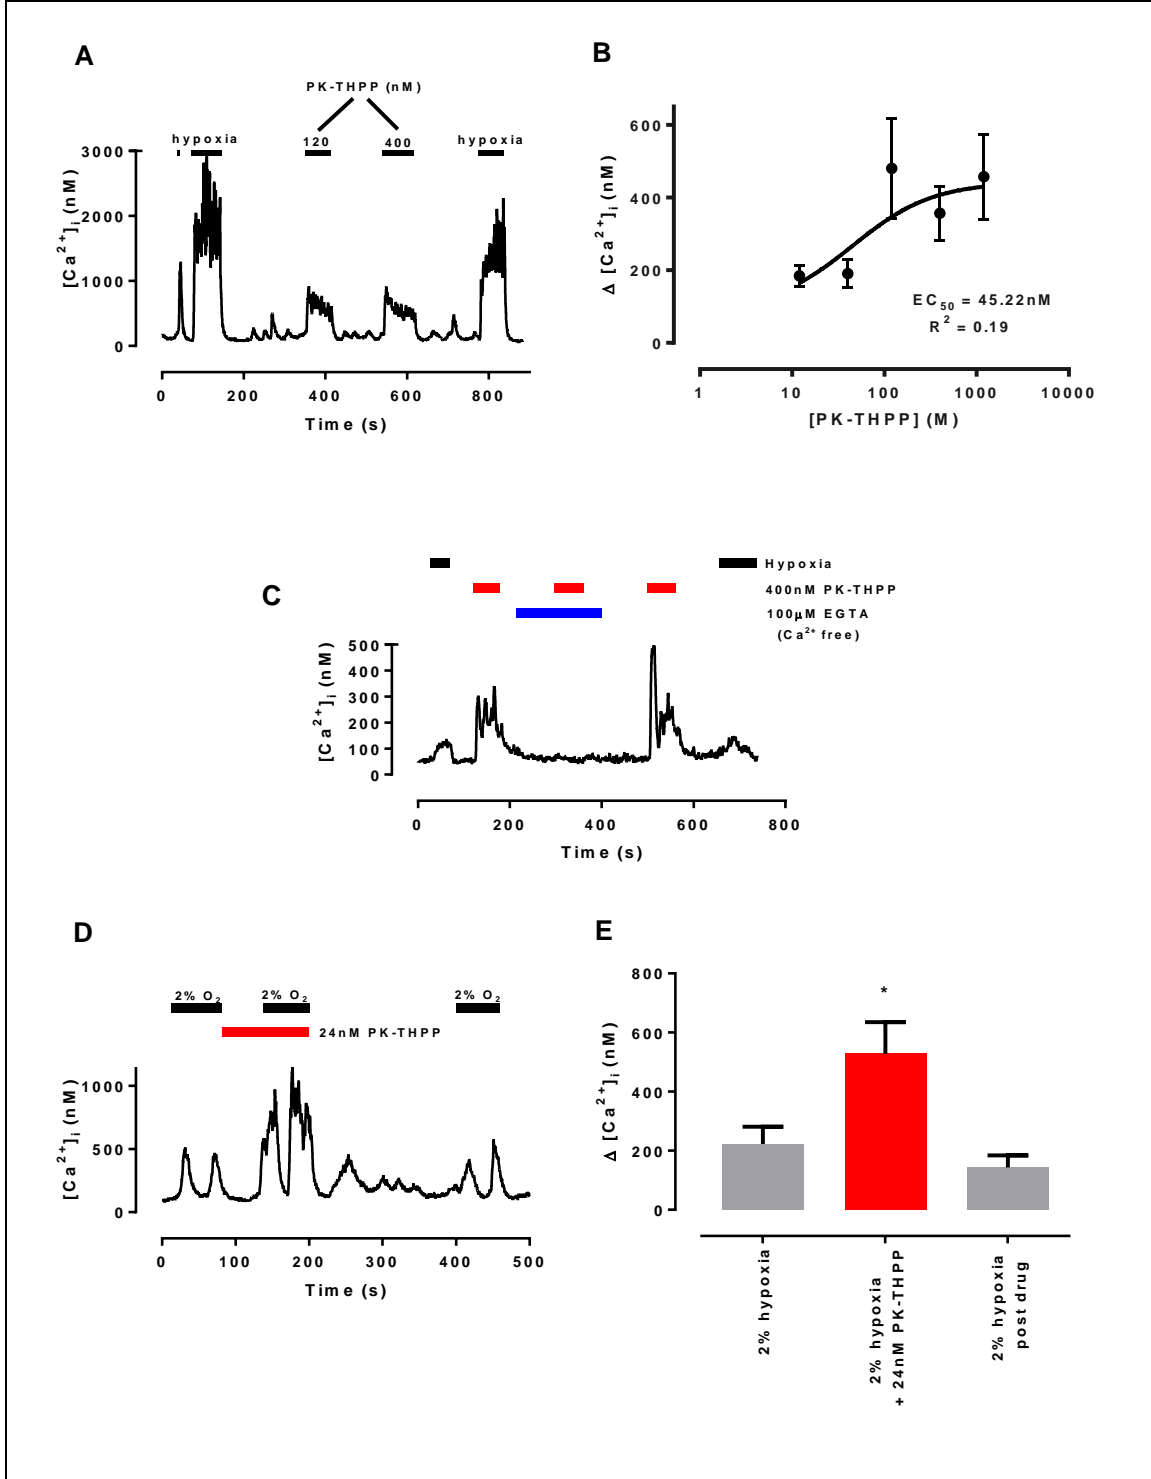 A
PK-THPP (nM)
hypoxia
120
400
hypoxia
3000
2000
1000
0
[Ca²⁺]ᵢ (nM)
0 200 400 600 800
Time (s)
B
600
400
200
0
Δ [Ca²⁺]ᵢ (nM)
EC₅₀ = 45.22nM
R² = 0.19
1 10 100 1000 10000
[PK-THPP] (M)
C
Hypoxia
400nM PK-THPP
100µM EGTA
(Ca²⁺ free)
500
400
300
200
100
0
[Ca²⁺]ᵢ (nM)
0 200 400 600 800
Time (s)
D
2% O₂ 2% O₂ 2% O₂
24nM PK-THPP
1000
500
0
[Ca²⁺]ᵢ (nM)
0 100 200 300 400 500
Time (s)
E
800
600
400
200
0
Δ [Ca²⁺]ᵢ (nM)
*
2% hypoxia
2% hypoxia
+ 24nM PK-THPP
2% hypoxia
post drug